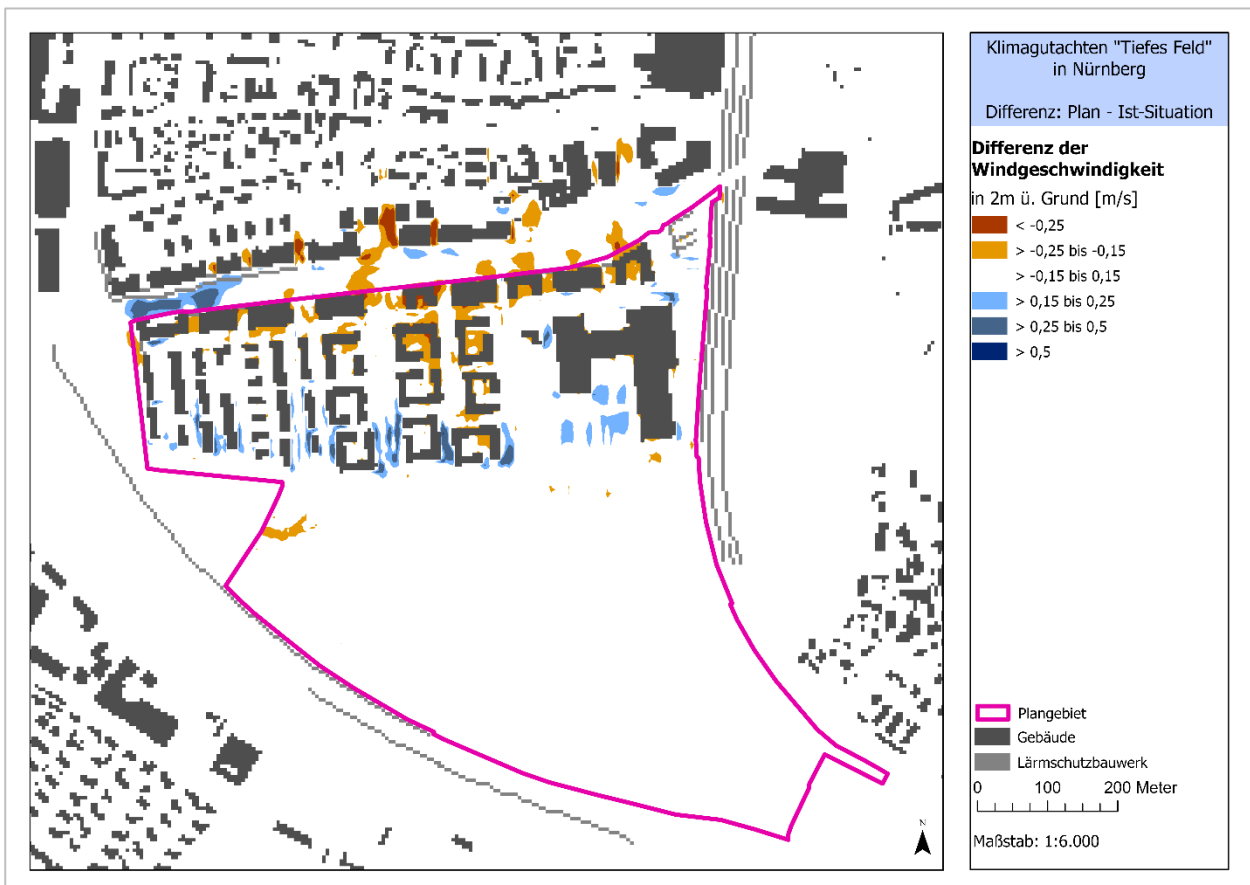 Klimagutachten "Tiefes Feld"
in Nürnberg
Differenz: Plan - Ist-Situation
Differenz der
Windgeschwindigkeit
in 2m ü. Grund [m/s]
< -0,25
> -0,25 bis -0,15
> -0,15 bis 0,15
> 0,15 bis 0,25
> 0,25 bis 0,5
> 0,5
Plangebiet
Gebäude
Lärmschutzbauwerk
0 100 200 Meter
N
Maßstab: 1:6.000